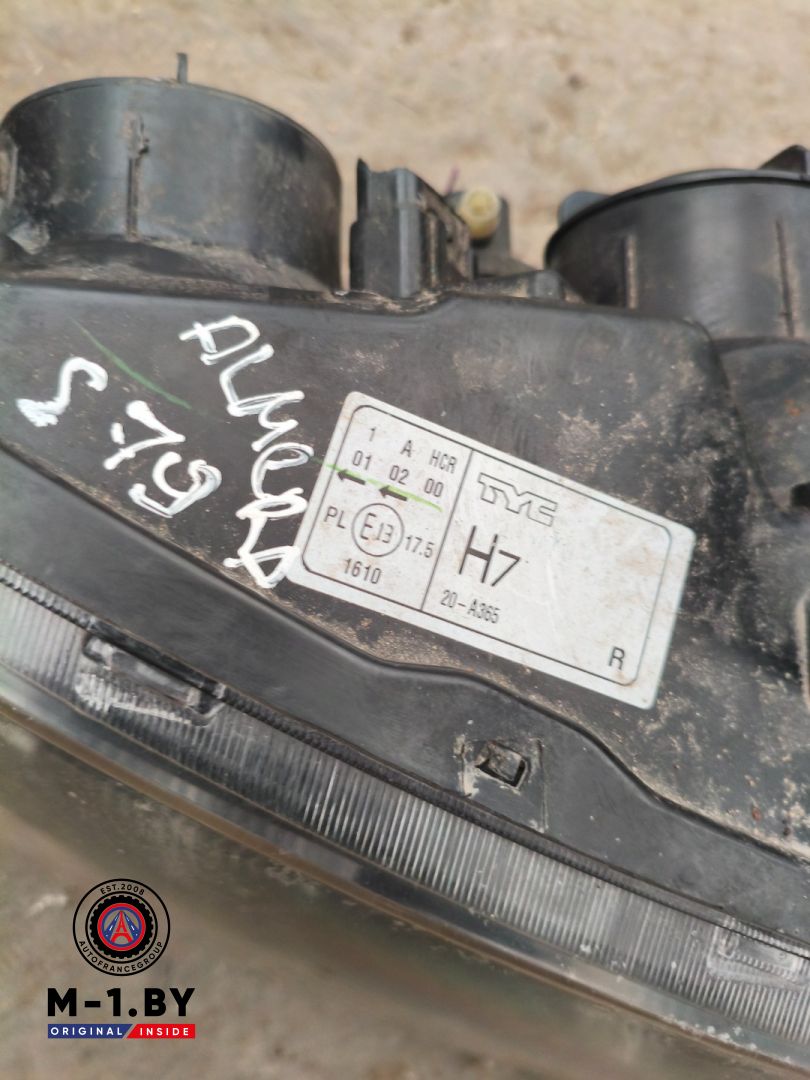 ALMERA
575
1 A HCR
01 02 00
PL E13 17.5
1610
TYC
H7
20-A365
R
EST.2008
AUTOFRANCEGROUP
M-1.BY
ORIGINAL INSIDE